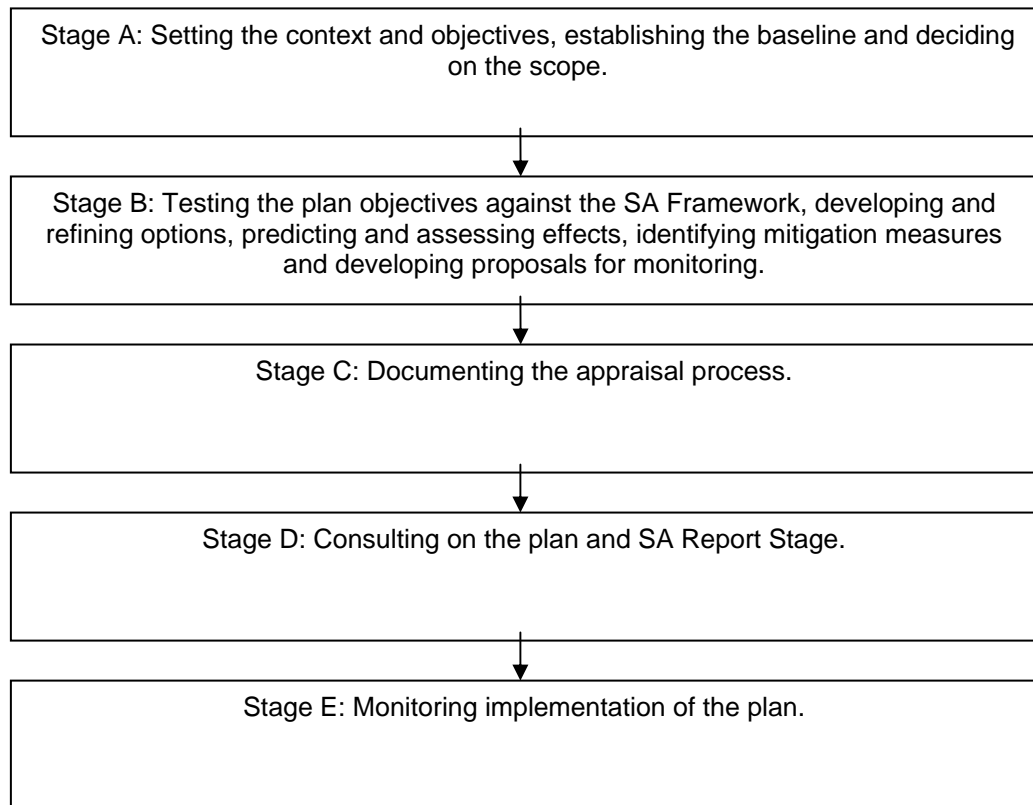 Stage A: Setting the context and objectives, establishing the baseline and deciding
on the scope.
Stage B: Testing the plan objectives against the SA Framework, developing and
refining options, predicting and assessing effects, identifying mitigation measures
and developing proposals for monitoring.
Stage C: Documenting the appraisal process.
Stage D: Consulting on the plan and SA Report Stage.
Stage E: Monitoring implementation of the plan.